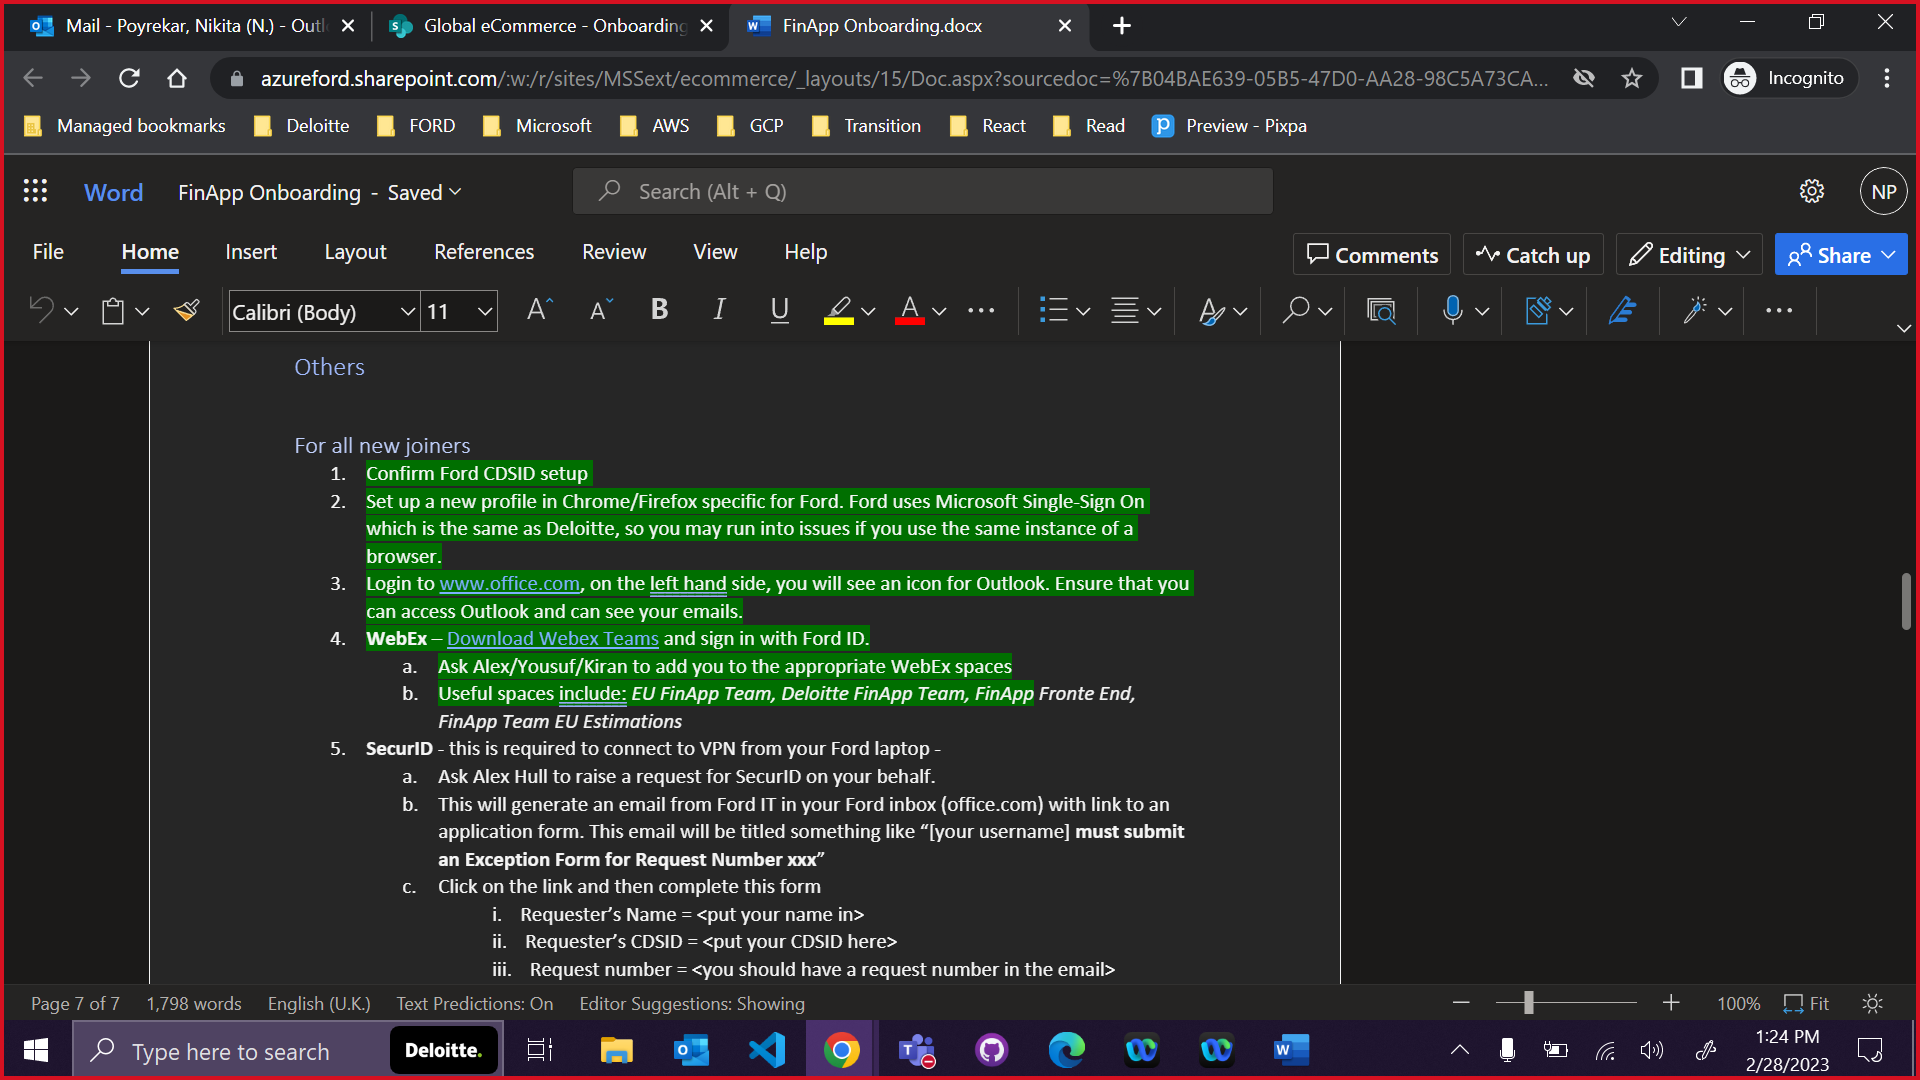 Mail - Poyrekar, Nikita (N.) - Outl
Global eCommerce - Onboarding
FinApp Onboarding.docx
azureford.sharepoint.com/:w:/r/sites/MSSext/ecommerce/_layouts/15/Doc.aspx?sourcedoc=%7B04BAE639-05B5-47D0-AA28-98C5A73CA...
Incognito
Managed bookmarks
Deloitte
FORD
Microsoft
AWS
GCP
Transition
React
Read
Preview - Pixpa
Word
FinApp Onboarding - Saved
Search (Alt + Q)
NP
File
Home
Insert
Layout
References
Review
View
Help
Comments
Catch up
Editing
Share
Calibri (Body)
11
Others
For all new joiners
1. Confirm Ford CDSID setup
2. Set up a new profile in Chrome/Firefox specific for Ford. Ford uses Microsoft Single-Sign On
which is the same as Deloitte, so you may run into issues if you use the same instance of a
browser.
3. Login to www.office.com, on the left hand side, you will see an icon for Outlook. Ensure that you
can access Outlook and can see your emails.
4. WebEx – Download Webex Teams and sign in with Ford ID.
a. Ask Alex/Yousuf/Kiran to add you to the appropriate WebEx spaces
b. Useful spaces include: EU FinApp Team, Deloitte FinApp Team, FinApp Fronte End,
FinApp Team EU Estimations
5. SecurID - this is required to connect to VPN from your Ford laptop -
a. Ask Alex Hull to raise a request for SecurID on your behalf.
b. This will generate an email from Ford IT in your Ford inbox (office.com) with link to an
application form. This email will be titled something like “[your username] must submit
an Exception Form for Request Number xxx”
c. Click on the link and then complete this form
i. Requester’s Name = <put your name in>
ii. Requester’s CDSID = <put your CDSID here>
iii. Request number = <you should have a request number in the email>
Page 7 of 7
1,798 words
English (U.K.)
Text Predictions: On
Editor Suggestions: Showing
100%
Fit
Type here to search
Deloitte.
1:24 PM
2/28/2023